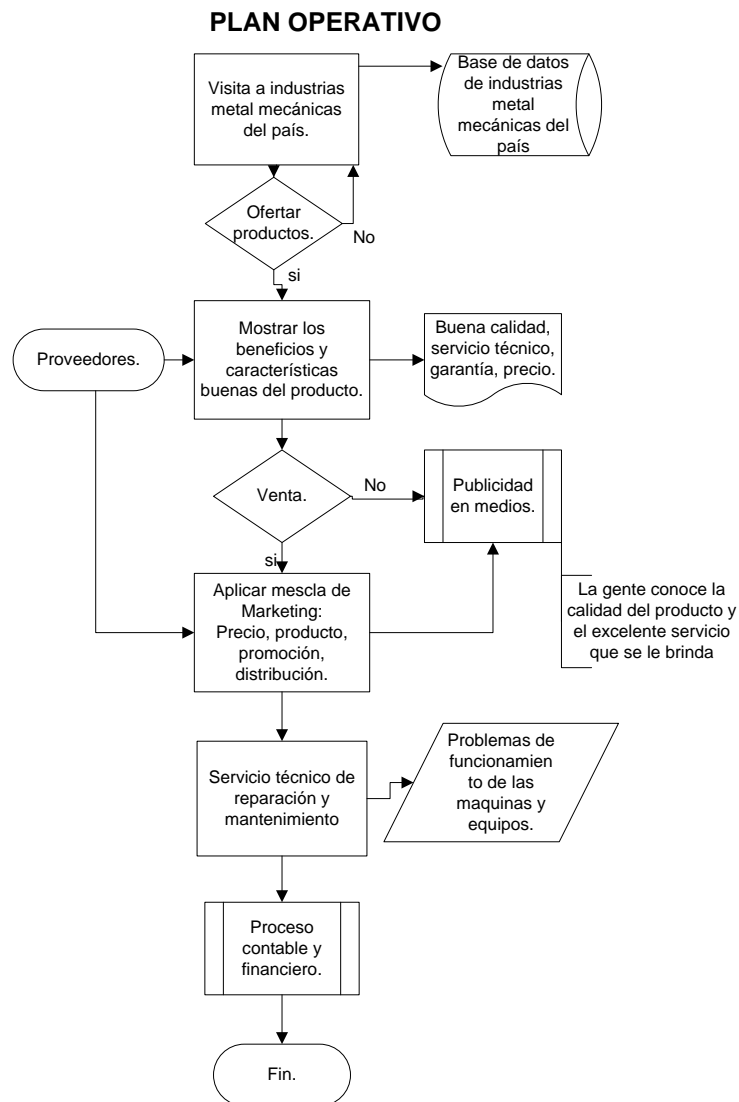 PLAN OPERATIVO
Visita a industrias
metal mecánicas
del país.
Base de datos
de industrias
metal
mecánicas del
país
Ofertar
productos.
No
si
Proveedores.
Mostrar los
beneficios y
características
buenas del producto.
Buena calidad,
servicio técnico,
garantía, precio.
Venta.
No
Publicidad
en medios.
si
La gente conoce la
calidad del producto y
el excelente servicio
que se le brinda
Aplicar mescla de
Marketing:
Precio, producto,
promoción,
distribución.
Servicio técnico de
reparación y
mantenimiento
Problemas de
funcionamien
to de las
maquinas y
equipos.
Proceso
contable y
financiero.
Fin.